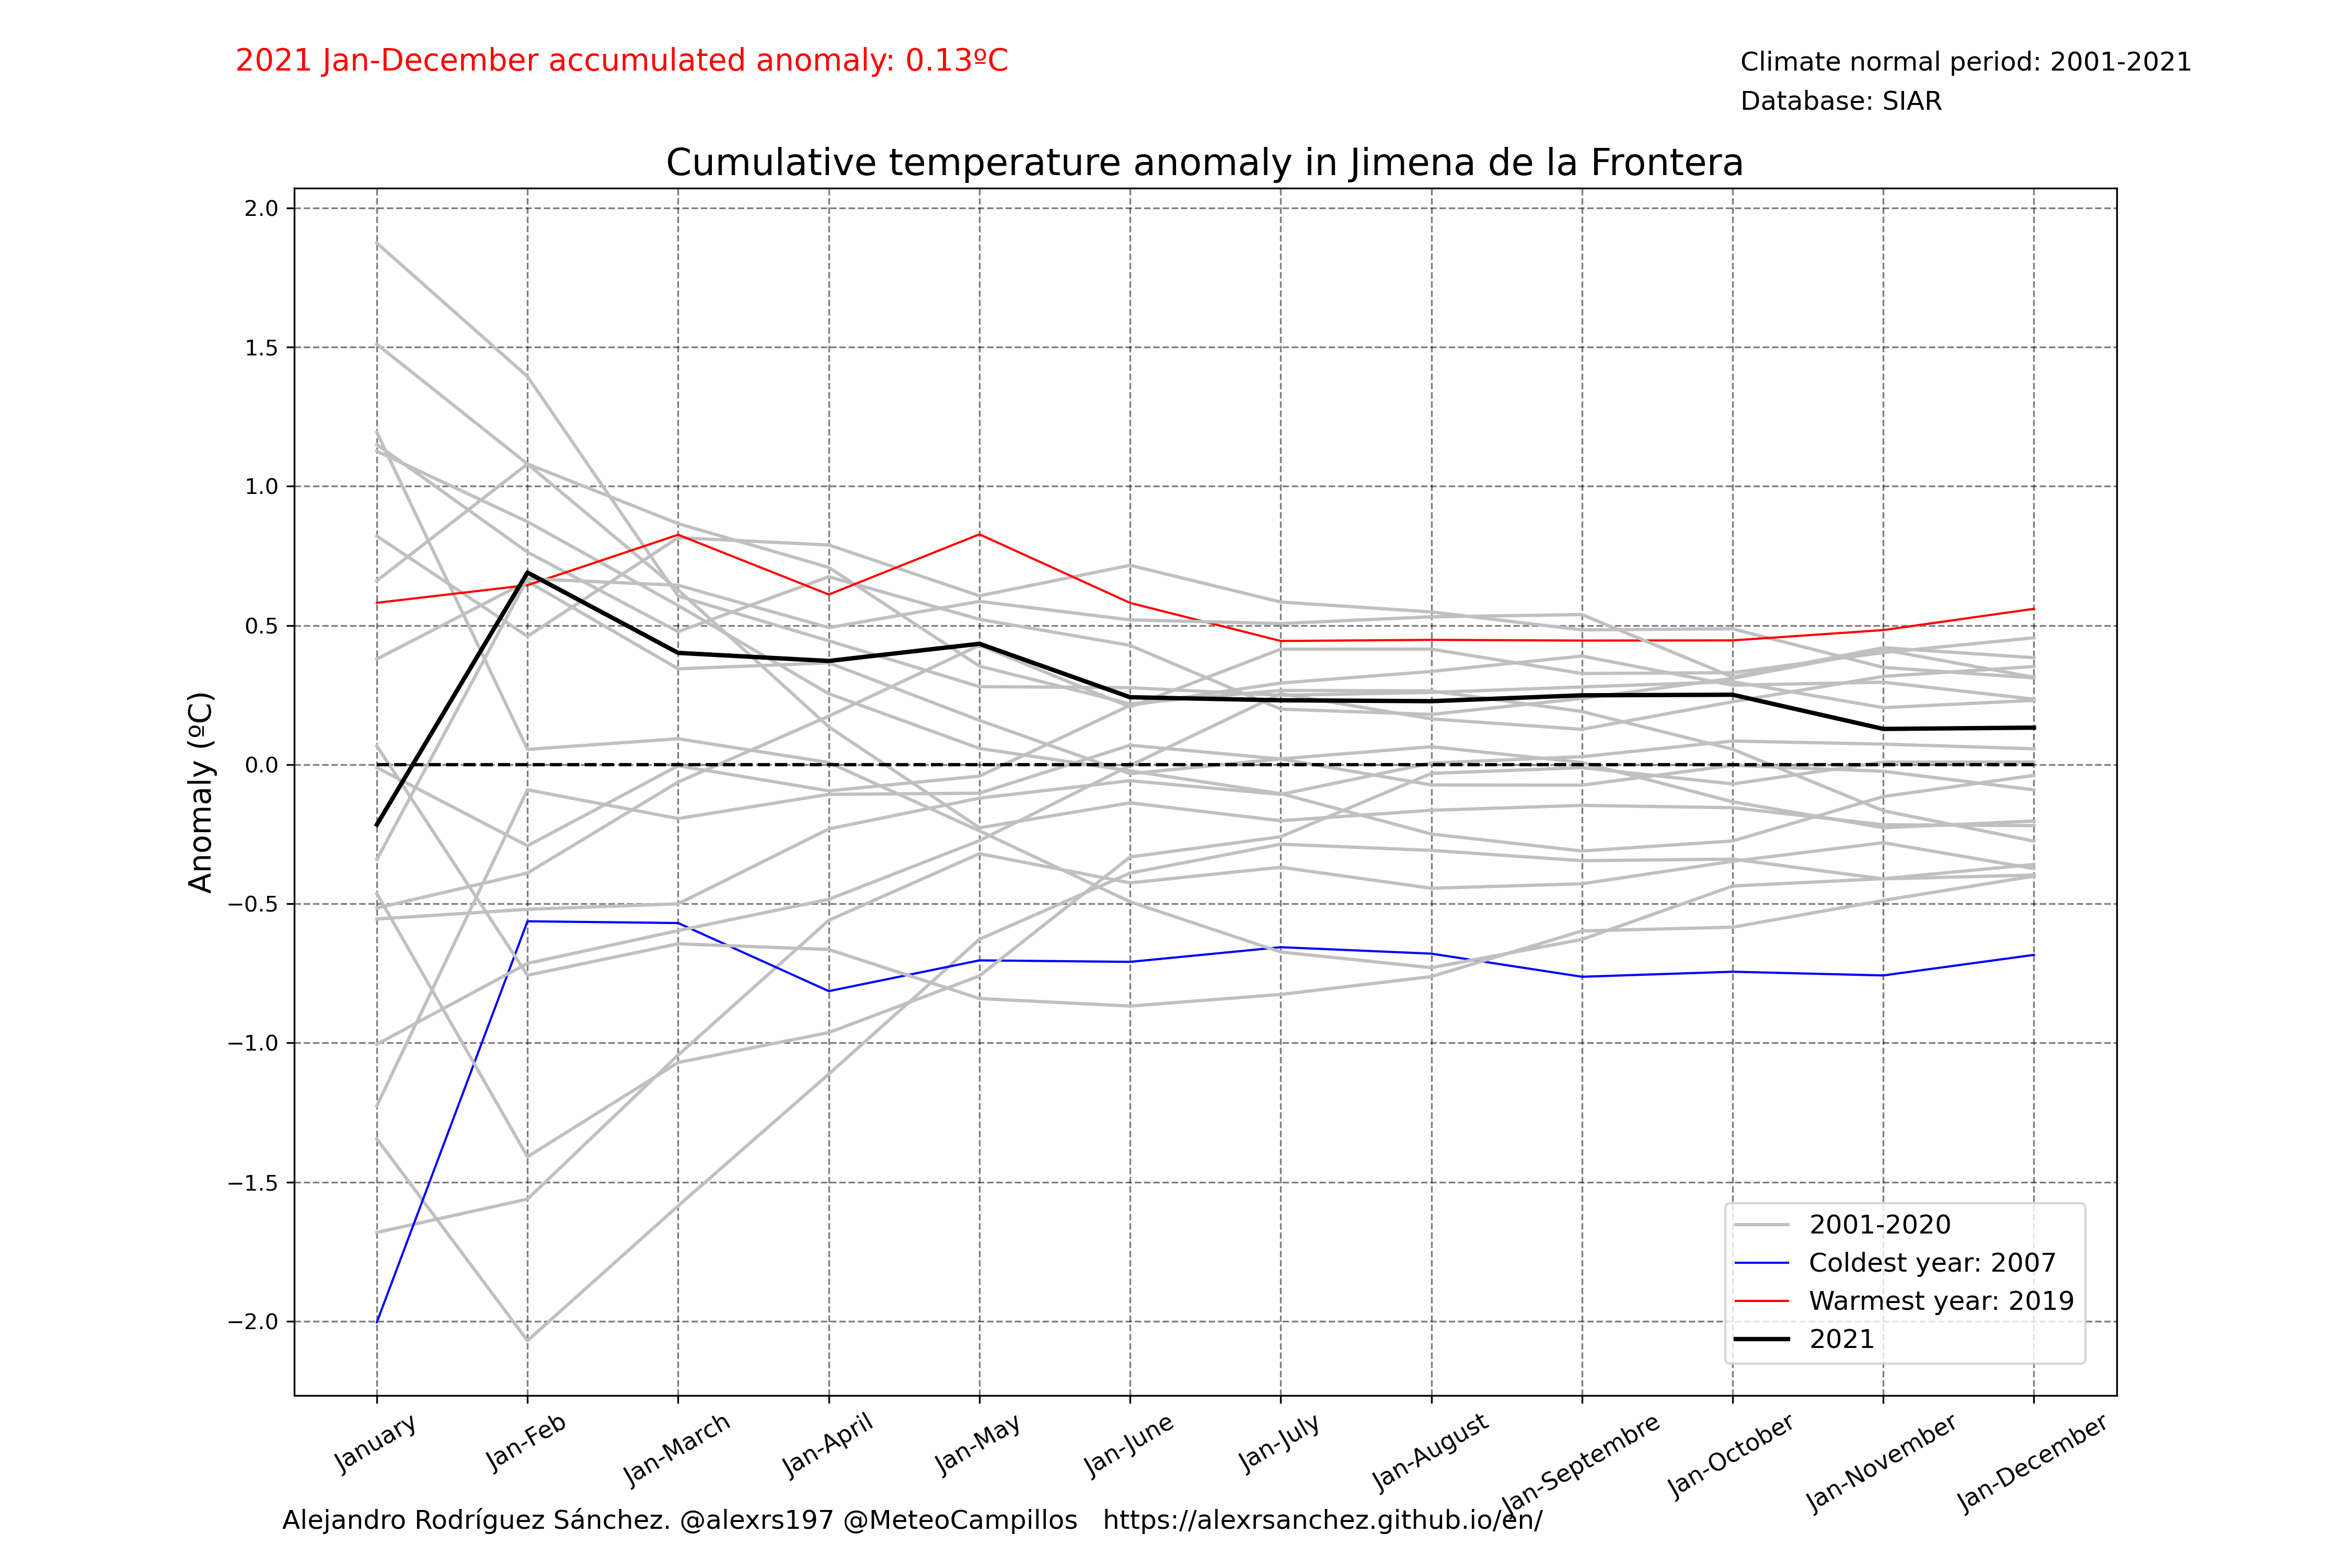 2021 Jan-December accumulated anomaly: 0.13ºC
Climate normal period: 2001-2021
Database: SIAR
Cumulative temperature anomaly in Jimena de la Frontera
Anomaly (ºC)
2.0
1.5
1.0
0.5
0.0
−0.5
−1.0
−1.5
−2.0
2001-2020
Coldest year: 2007
Warmest year: 2019
2021
January
Jan-Feb
Jan-March
Jan-April
Jan-May
Jan-June
Jan-July
Jan-August
Jan-Septembre
Jan-October
Jan-November
Jan-December
Alejandro Rodríguez Sánchez. @alexrs197 @MeteoCampillos https://alexrsanchez.github.io/en/